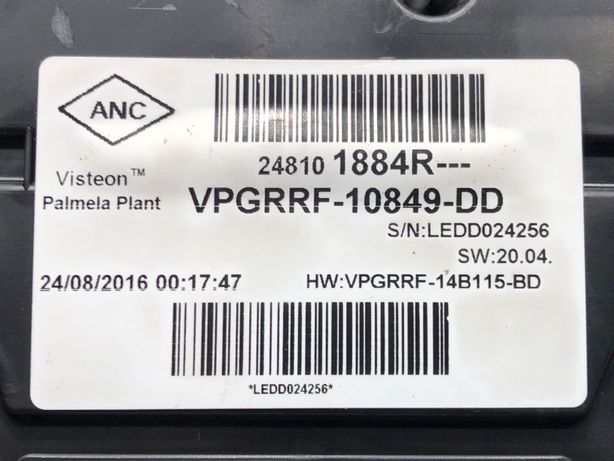 ANC
24810 1884R---
Visteon™
Palmela Plant
VPGRRF-10849-DD
S/N:LEDD024256
SW:20.04.
24/08/2016 00:17:47
HW:VPGRRF-14B115-BD
*LEDD024256*